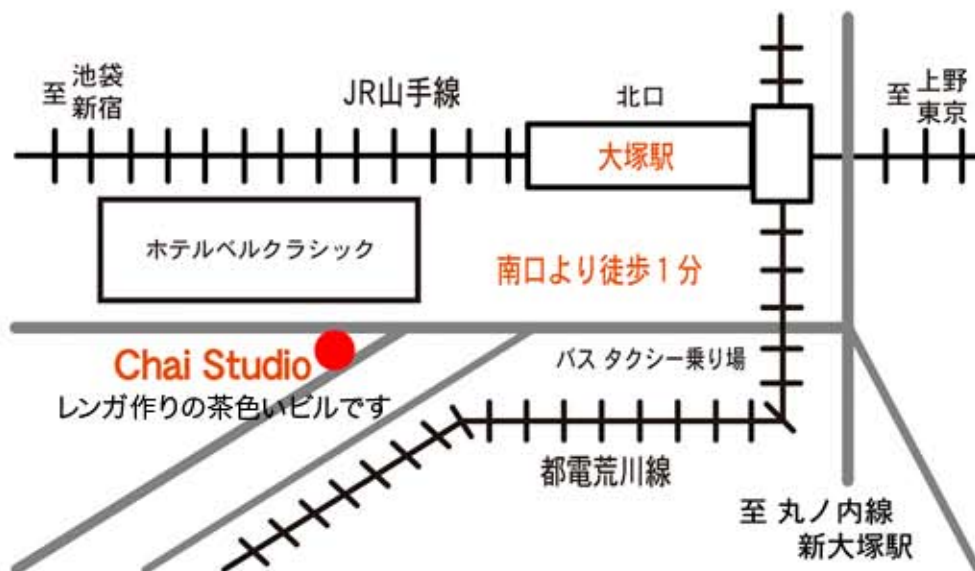 至 池袋
新宿
JR山手線
北口
至 上野
東京
大塚駅
ホテルベルクラシック
南口より徒歩1分
Chai Studio
レンガ作りの茶色いビルです
バス タクシー乗り場
都電荒川線
至 丸ノ内線
新大塚駅